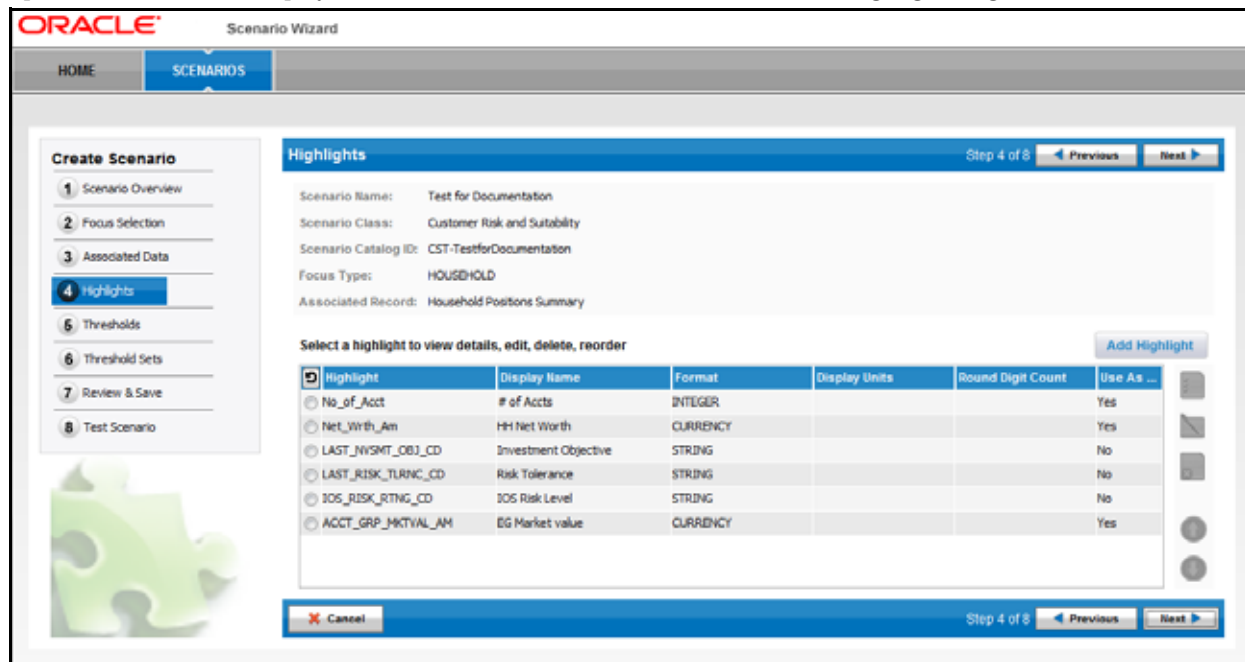 ORACLE Scenario Wizard
HOME SCENARIOS
Create Scenario
1 Scenario Overview
2 Focus Selection
3 Associated Data
4 Highlights
5 Thresholds
6 Threshold Sets
7 Review & Save
8 Test Scenario
Highlights Step 4 of 8 Previous Next
Scenario Name: Test for Documentation
Scenario Class: Customer Risk and Suitability
Scenario Catalog ID: CST-TestforDocumentation
Focus Type: HOUSEHOLD
Associated Record: Household Positions Summary
Select a highlight to view details, edit, delete, reorder Add Highlight
Highlight Display Name Format Display Units Round Digit Count Use As ...
No_of_Acct # of Accts INTEGER Yes
Net_Wrth_Am HH Net Worth CURRENCY Yes
LAST_NVSMT_OBJ_CD Investment Objective STRING No
LAST_RISK_TLRNC_CD Risk Tolerance STRING No
IOS_RISK_RTNG_CD IOS Risk Level STRING No
ACCT_GRP_MKTVAL_AM EG Market value CURRENCY Yes
Cancel Step 4 of 8 Previous Next